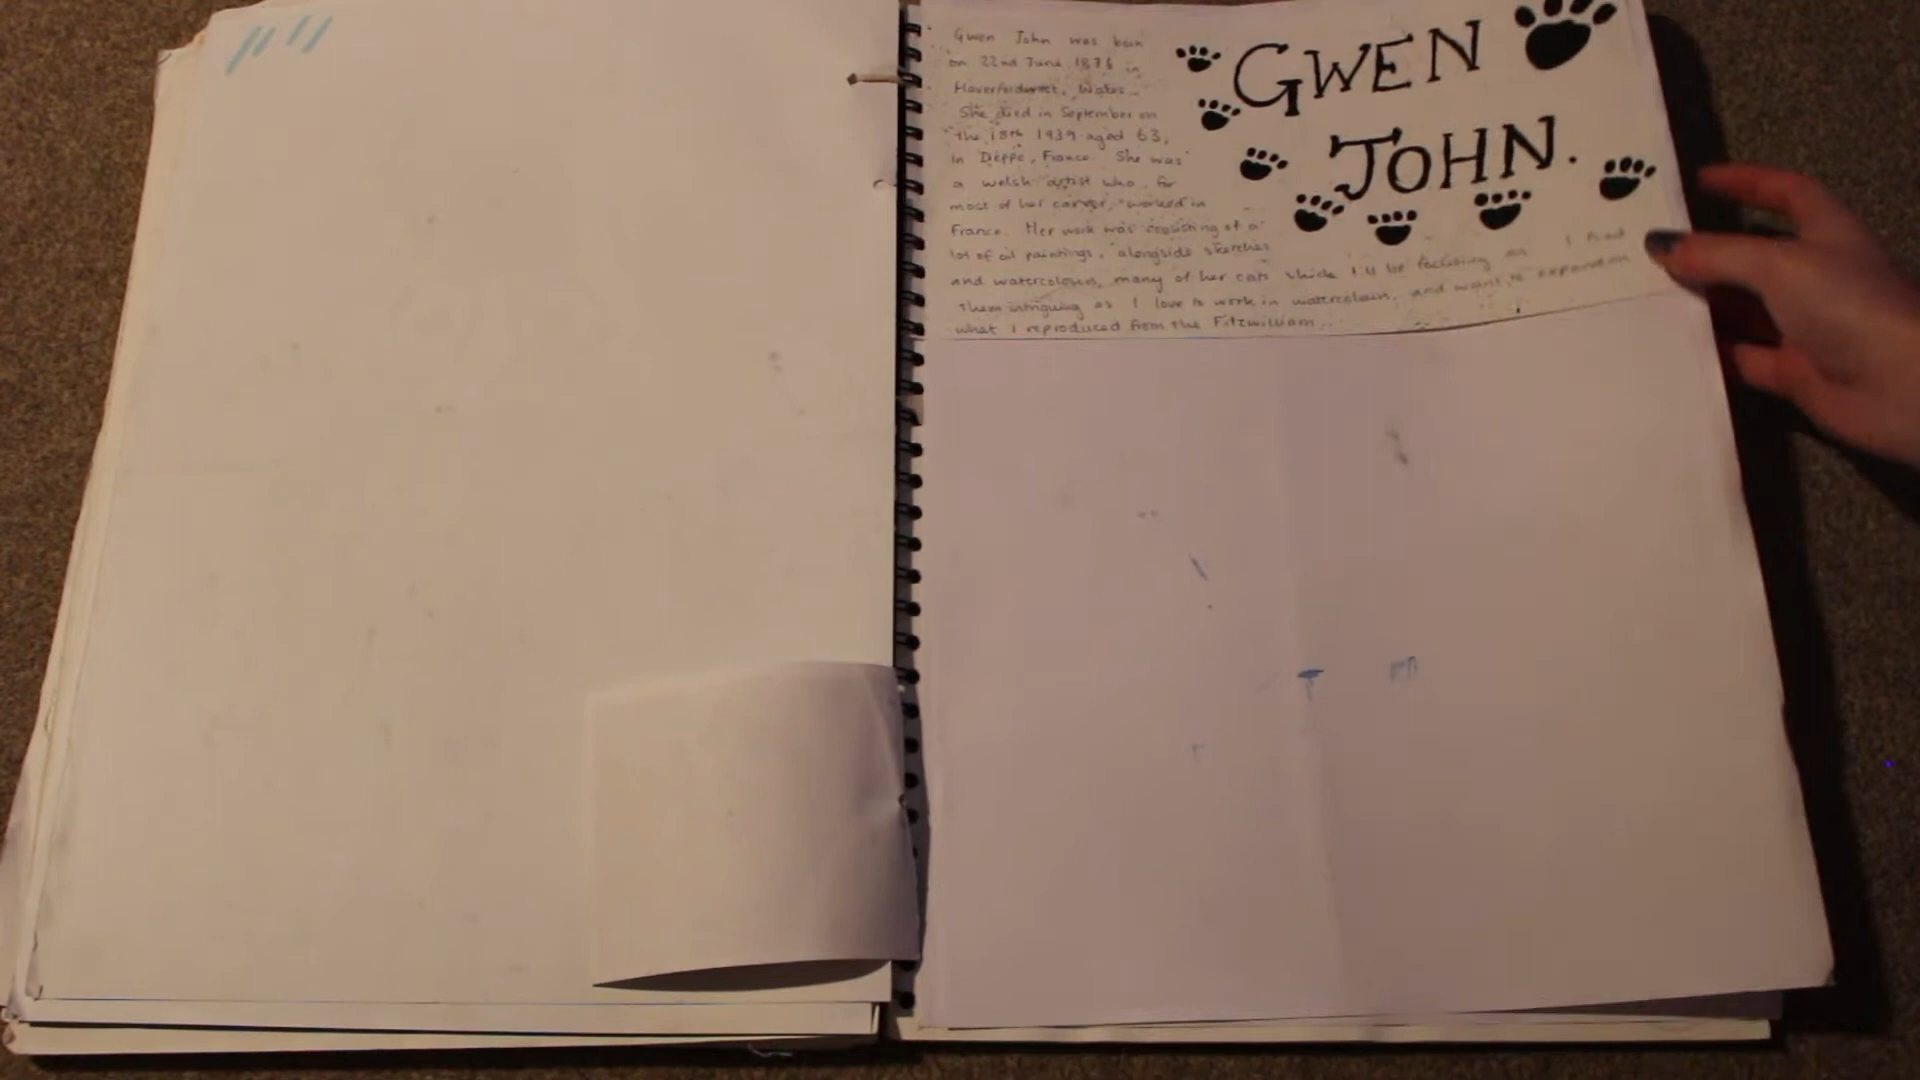 GWEN
JOHN.
Gwen John was born
on 22nd June 1876 in
Haverfordwest, Wales.
She died in September on
the 18th 1939 aged 63,
in Dieppe, France. She was
a welsh artist who, for
most of her career, worked in
France. Her work was consisting of a
lot of oil paintings, alongside sketches
and watercolours, many of her cats which I'll be focusing on I find
them intriguing as I love to work in watercolours, and want to expand on
what I reproduced from the Fitzwilliam